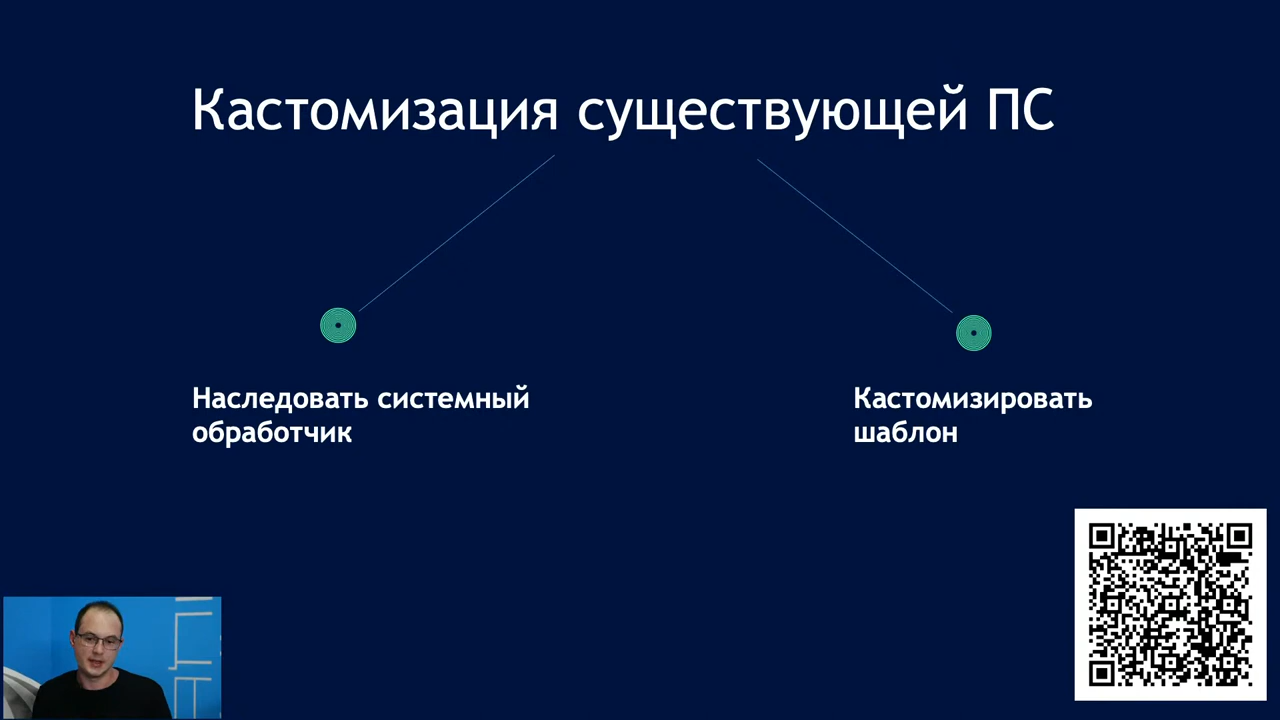 Кастомизация существующей ПС
Наследовать системный
обработчик
Кастомизировать
шаблон